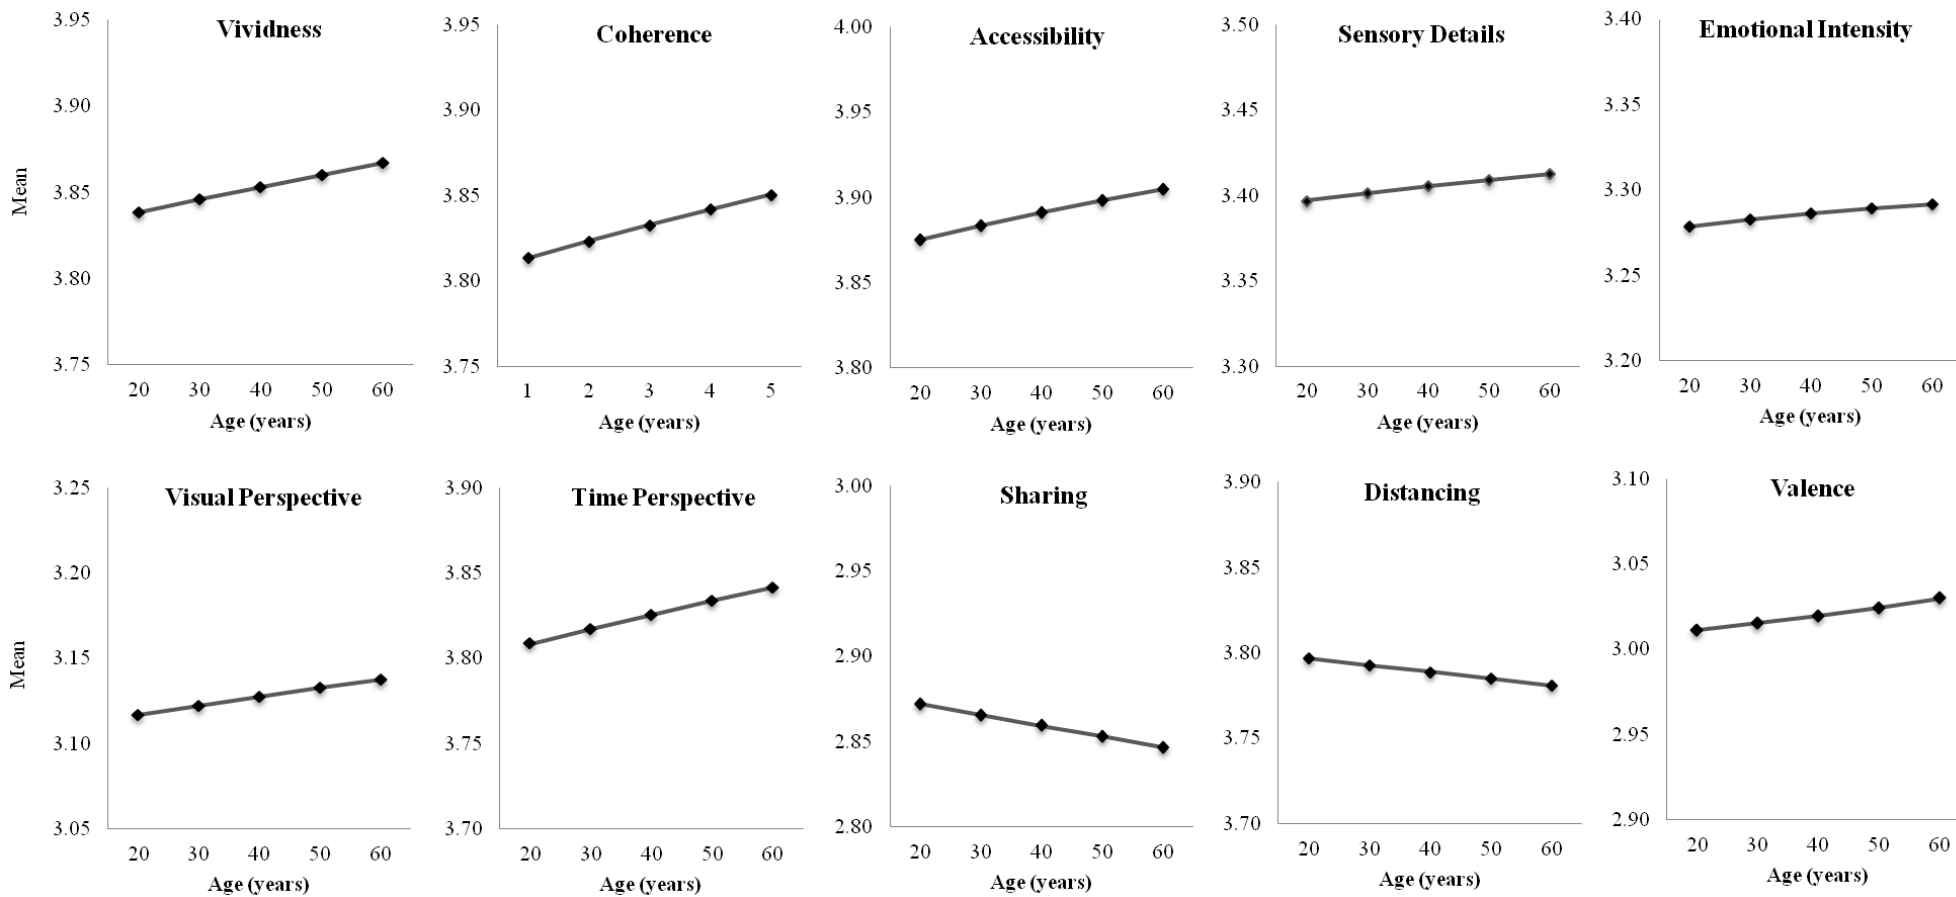 Vividness
3.95
3.90
3.85
3.80
3.75
Mean
20 30 40 50 60
Age (years)
Coherence
3.95
3.90
3.85
3.80
3.75
1 2 3 4 5
Age (years)
Accessibility
4.00
3.95
3.90
3.85
3.80
20 30 40 50 60
Age (years)
Sensory Details
3.50
3.45
3.40
3.35
3.30
20 30 40 50 60
Age (years)
Emotional Intensity
3.40
3.35
3.30
3.25
3.20
20 30 40 50 60
Age (years)
Visual Perspective
3.25
3.20
3.15
3.10
3.05
Mean
20 30 40 50 60
Age (years)
Time Perspective
3.90
3.85
3.80
3.75
3.70
20 30 40 50 60
Age (years)
Sharing
3.00
2.95
2.90
2.85
2.80
20 30 40 50 60
Age (years)
Distancing
3.90
3.85
3.80
3.75
3.70
20 30 40 50 60
Age (years)
Valence
3.10
3.05
3.00
2.95
2.90
20 30 40 50 60
Age (years)